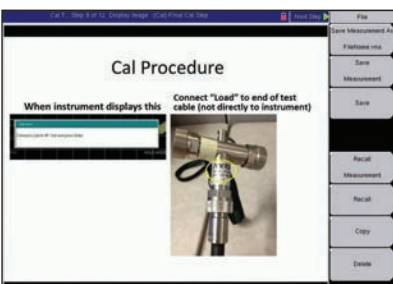 Cal T... Step 9 of 12. Display Image : (Cal) Final Cal Step
Next Step
File
Save Measurement As
Save
Measurement
Save
Cal Procedure
When instrument displays this
Connect "Load" to end of test
cable (not directly to instrument)
Recall
Measurement
Recall
Copy
Delete